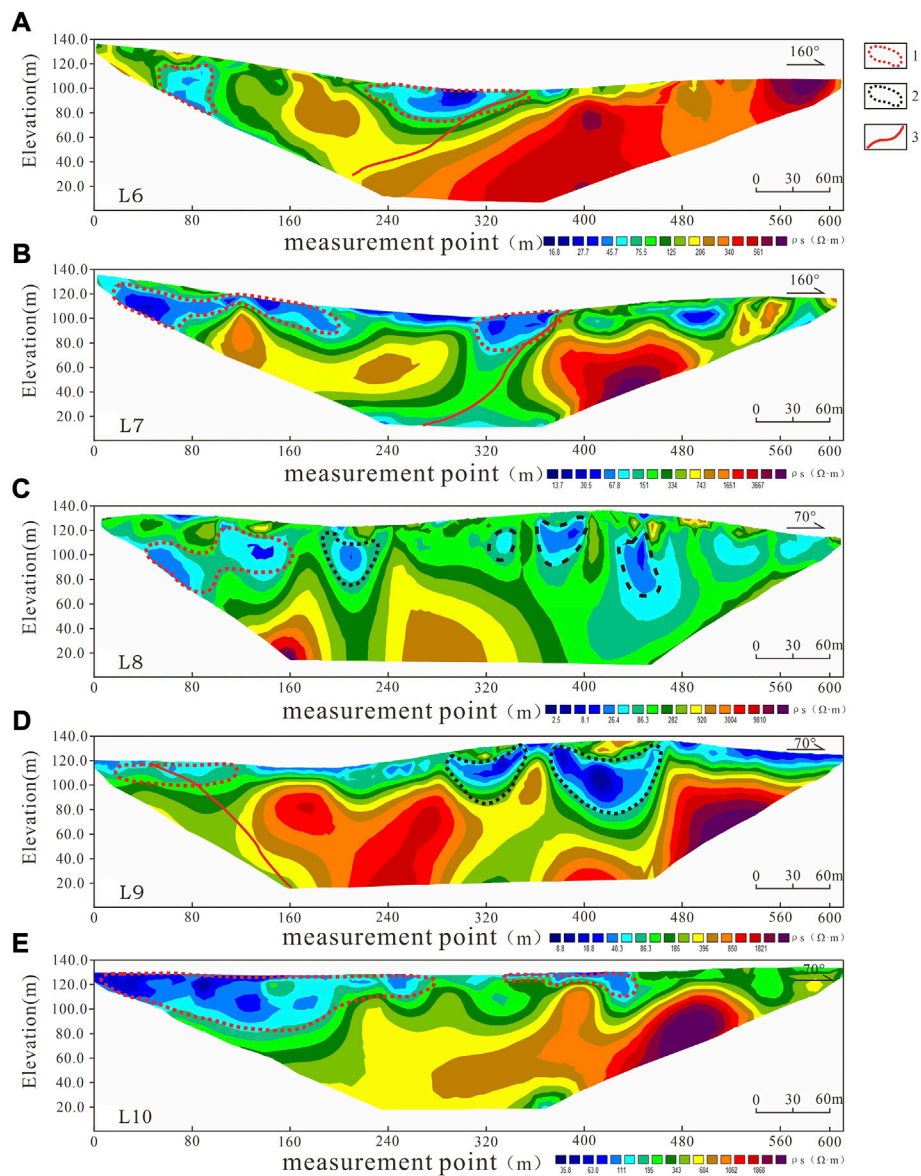 A
140.0
120.0
100.0
80.0
60.0
40.0
20.0
Elevation(m)
160°
L6
0 30 60m
0 80 160 240 320 400 480 560 600
measurement point (m)
16.8 27.7 45.7 75.5 125 206 340 561 ρs (Ω·m)
1
2
3
B
140.0
120.0
100.0
80.0
60.0
40.0
20.0
0
Elevation(m)
160°
L7
0 30 60m
0 80 160 240 320 400 480 560 600
measurement point (m)
13.7 30.5 67.8 151 334 743 1651 3667 ρs (Ω·m)
C
140.0
120.0
100.0
80.0
60.0
40.0
20.0
0
Elevation(m)
70°
L8
0 30 60m
0 80 160 240 320 400 480 560 600
measurement point (m)
2.5 8.1 26.4 86.3 282 920 3004 9810 ρs (Ω·m)
D
140.0
120.0
100.0
80.0
60.0
40.0
20.0
Elevation(m)
70°
L9
0 30 60m
0 80 160 240 320 400 480 560 600
measurement point (m)
8.8 18.8 40.3 86.3 185 396 850 1821 ρs (Ω·m)
E
140.0
120.0
100.0
80.0
60.0
40.0
20.0
Elevation(m)
70°
L10
0 30 60m
0 80 160 240 320 400 480 560 600
measurement point (m)
35.8 63.0 111 195 343 604 1062 1868 ρs (Ω·m)